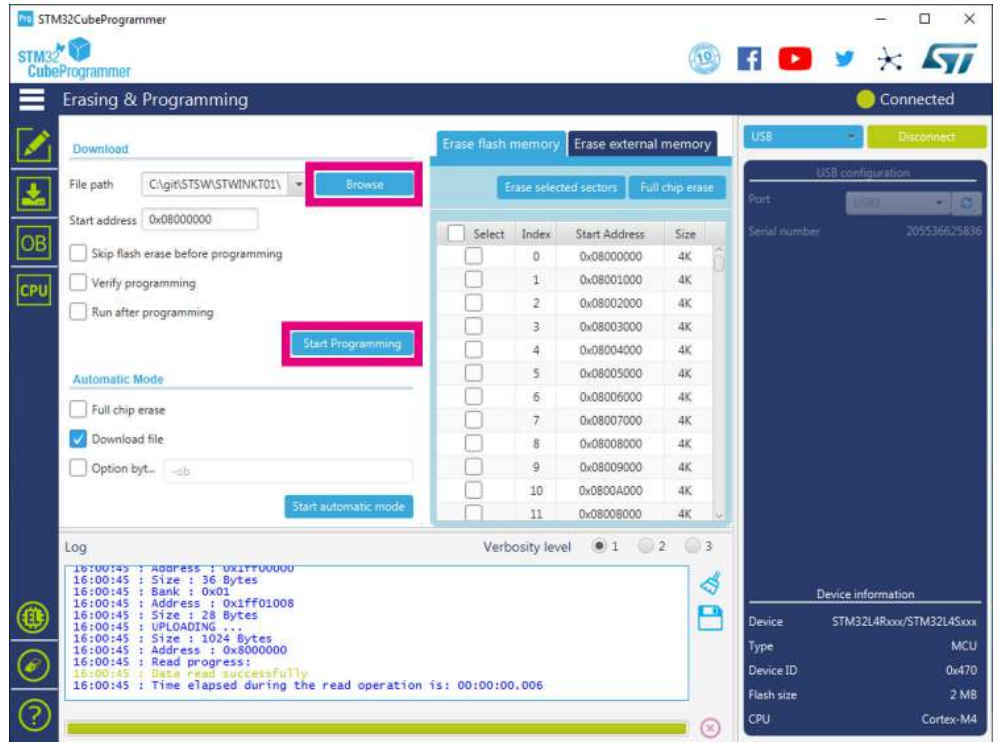 Pro STM32CubeProgrammer
STM32
CubeProgrammer
19
Erasing & Programming
Connected
Download
File path C:\git\STSW\STWINKT01\ Browse
Start address 0x08000000
Skip flash erase before programming
Verify programming
Run after programming
Start Programming
Automatic Mode
Full chip erase
Download file
Option byt... -ob
Start automatic mode
OB
CPU
Erase flash memory Erase external memory
Erase selected sectors Full chip erase
Select Index Start Address Size
0 0x08000000 4K
1 0x08001000 4K
2 0x08002000 4K
3 0x08003000 4K
4 0x08004000 4K
5 0x08005000 4K
6 0x08006000 4K
7 0x08007000 4K
8 0x08008000 4K
9 0x08009000 4K
10 0x0800A000 4K
11 0x0800B000 4K
USB Disconnect
USB configuration
Port USB1
Serial number 205536625836
Log Verbosity level 1 2 3
16:00:45 : Address : 0x1ff00000
16:00:45 : Size : 36 Bytes
16:00:45 : Bank : 0x01
16:00:45 : Address : 0x1ff01008
16:00:45 : Size : 28 Bytes
16:00:45 : UPLOADING ...
16:00:45 : Size : 1024 Bytes
16:00:45 : Address : 0x8000000
16:00:45 : Read progress:
16:00:45 : Data read successfully
16:00:45 : Time elapsed during the read operation is: 00:00:00.006
Device information
Device STM32L4Rxxx/STM32L4Sxxx
Type MCU
Device ID 0x470
Flash size 2 MB
CPU Cortex-M4